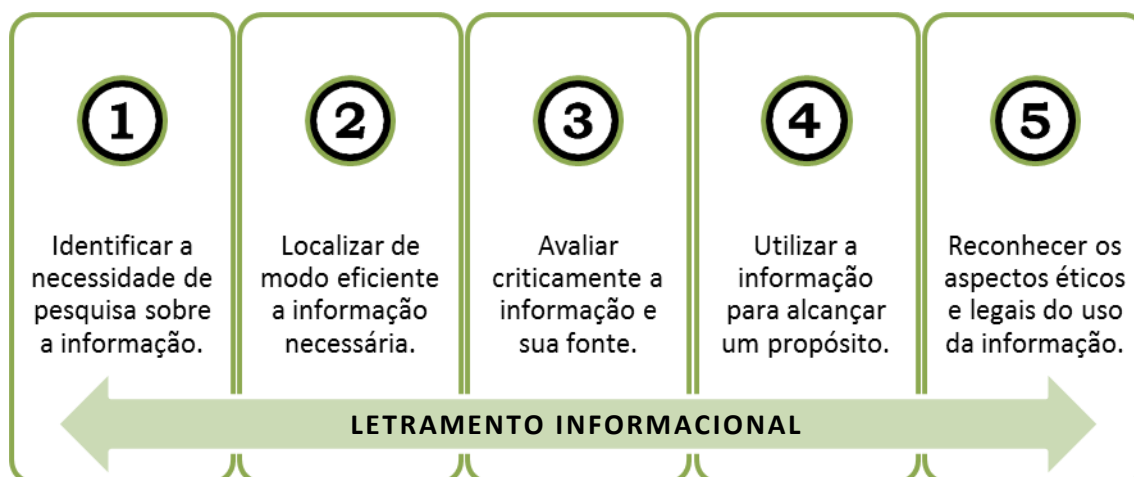 1
Identificar a
necessidade de
pesquisa sobre
a informação.
2
Localizar de
modo eficiente
a informação
necessária.
3
Avaliar
criticamente a
informação e
sua fonte.
4
Utilizar a
informação
para alcançar
um propósito.
5
Reconhecer os
aspectos éticos
e legais do uso
da informação.
LETRAMENTO INFORMACIONAL